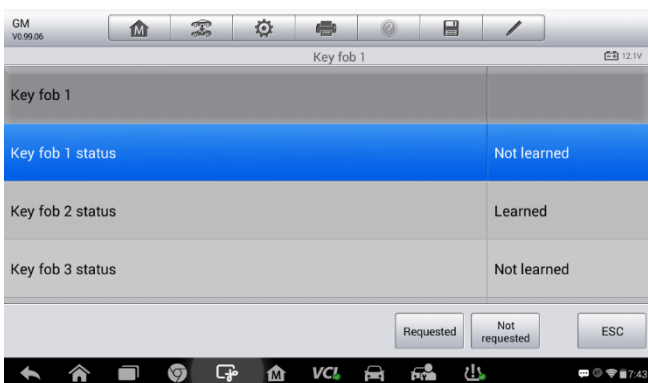 GM
V0.99.06
M
?
Key fob 1
12.1V
Key fob 1
Key fob 1 status Not learned
Key fob 2 status Learned
Key fob 3 status Not learned
Requested
Not
requested
ESC
M
VCI
7:43